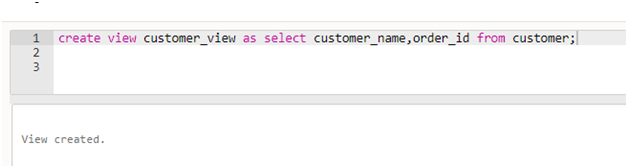 1 create view customer_view as select customer_name,order_id from customer;
2
3
View created.